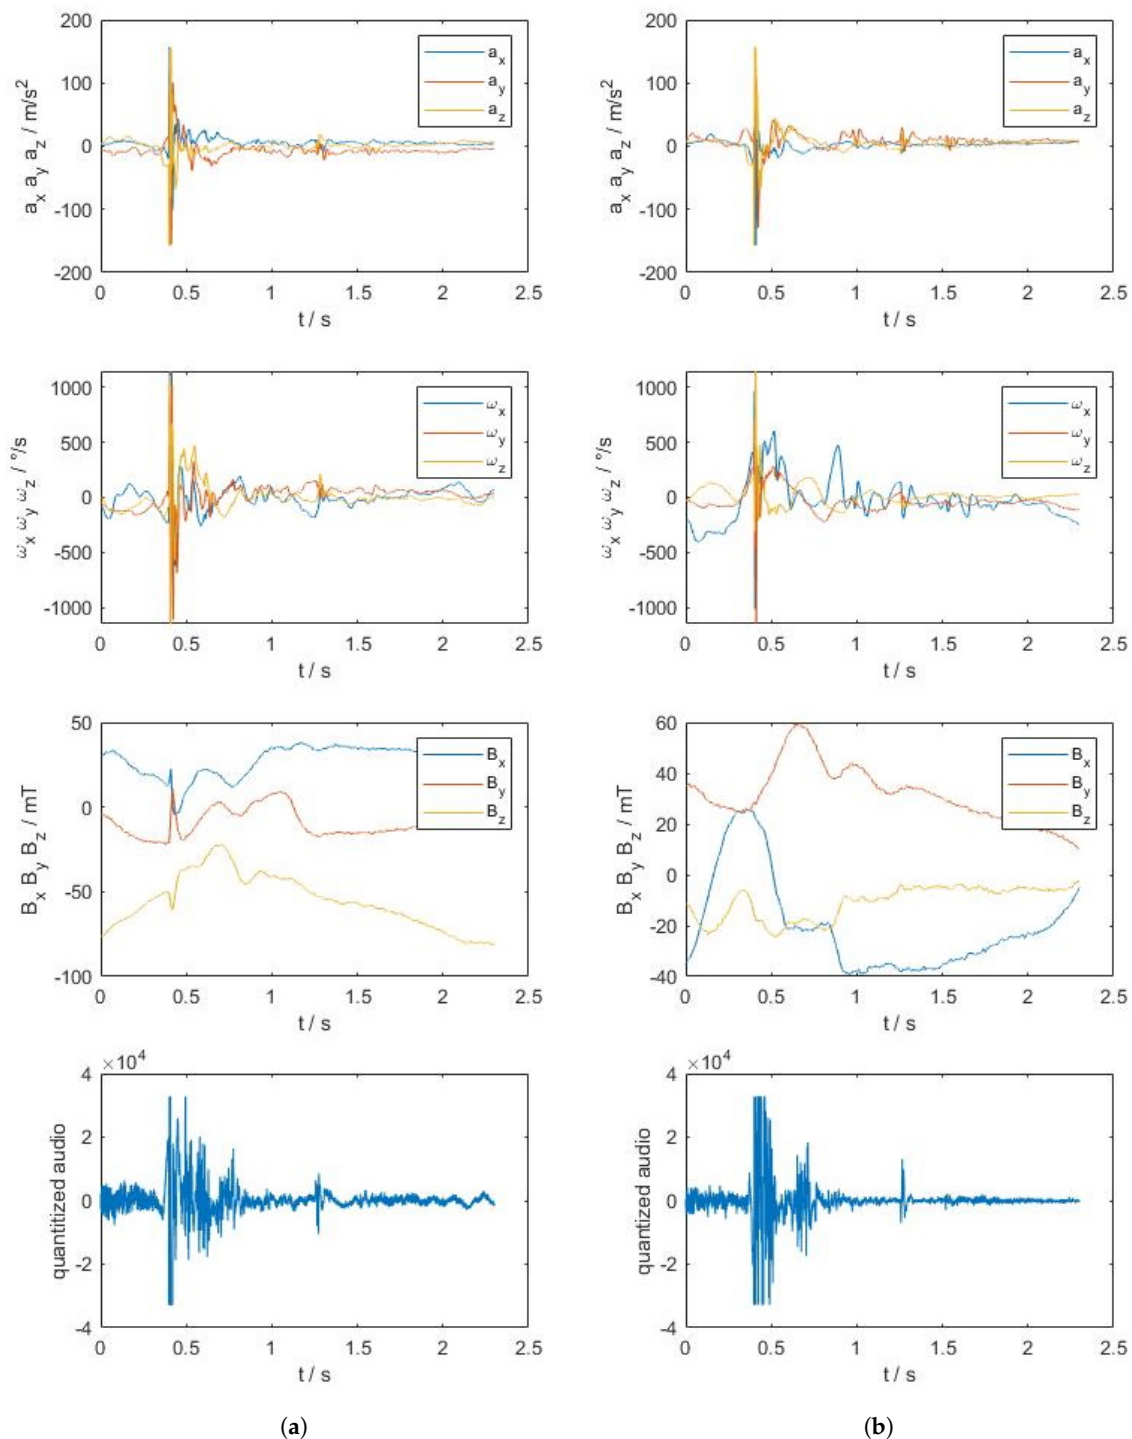 200
100
0
-100
-200
a_x a_y a_z / m/s²
a_x
a_y
a_z
0 0.5 1 1.5 2 2.5
t / s
200
100
0
-100
-200
a_x a_y a_z / m/s²
a_x
a_y
a_z
0 0.5 1 1.5 2 2.5
t / s
1000
500
0
-500
-1000
ω_x ω_y ω_z / °/s
ω_x
ω_y
ω_z
0 0.5 1 1.5 2 2.5
t / s
1000
500
0
-500
-1000
ω_x ω_y ω_z / °/s
ω_x
ω_y
ω_z
0 0.5 1 1.5 2 2.5
t / s
50
0
-50
-100
B_x B_y B_z / mT
B_x
B_y
B_z
0 0.5 1 1.5 2 2.5
t / s
60
40
20
0
-20
-40
B_x B_y B_z / mT
B_x
B_y
B_z
0 0.5 1 1.5 2 2.5
t / s
×10⁴
4
2
0
-2
-4
quantitized audio
0 0.5 1 1.5 2 2.5
t / s
×10⁴
4
2
0
-2
-4
quantized audio
0 0.5 1 1.5 2 2.5
t / s
(a)
(b)